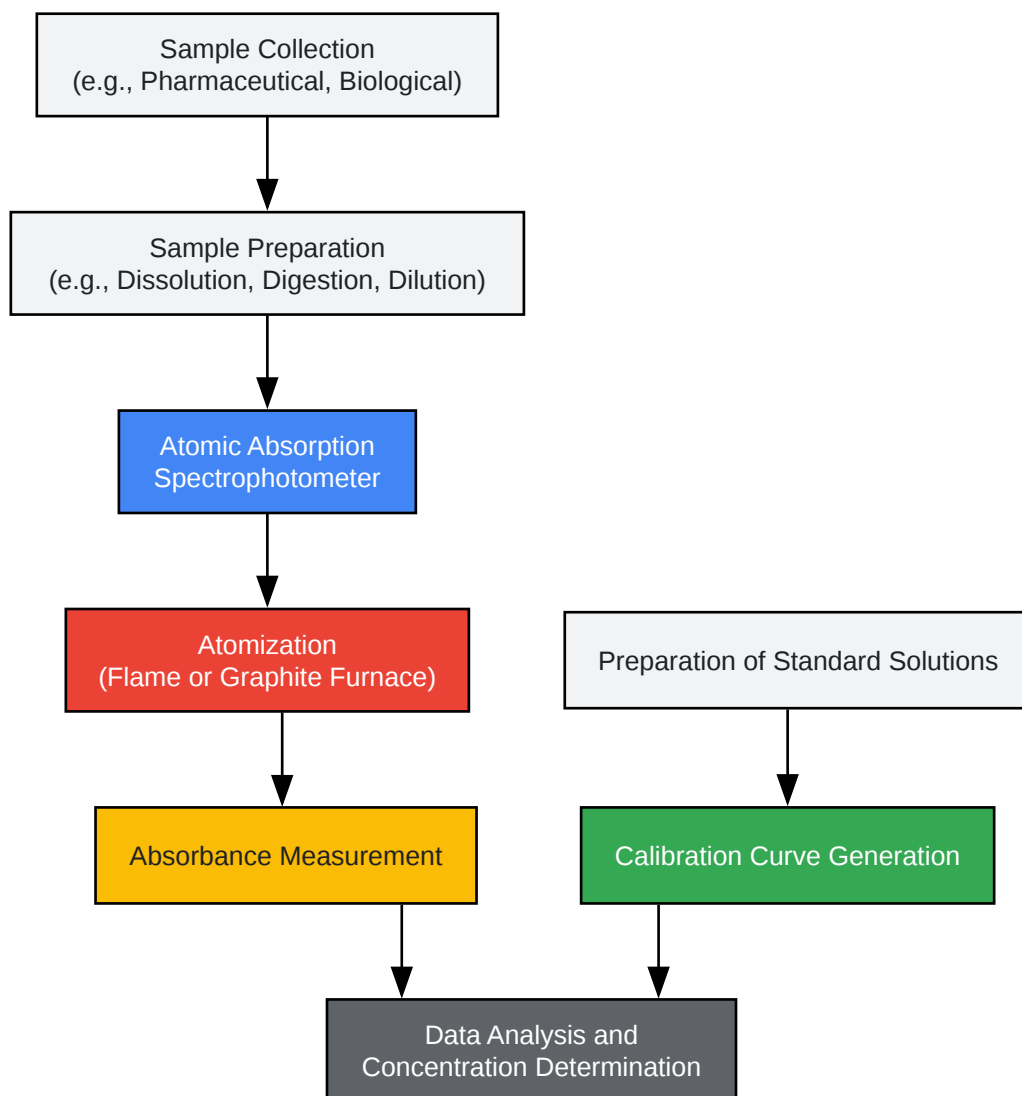 Sample Collection
(e.g., Pharmaceutical, Biological)
Sample Preparation
(e.g., Dissolution, Digestion, Dilution)
Atomic Absorption
Spectrophotometer
Atomization
(Flame or Graphite Furnace)
Preparation of Standard Solutions
Absorbance Measurement
Calibration Curve Generation
Data Analysis and
Concentration Determination